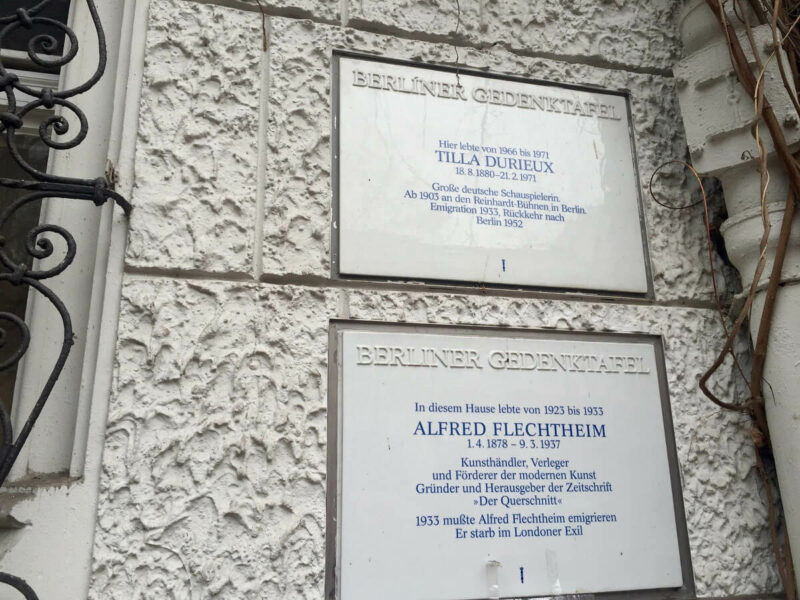 BERLINER GEDENKTAFEL
Hier lebte von 1966 bis 1971
TILLA DURIEUX
18. 8. 1880–21. 2. 1971
Große deutsche Schauspielerin.
Ab 1903 an den Reinhardt-Bühnen in Berlin.
Emigration 1933, Rückkehr nach
Berlin 1952
BERLINER GEDENKTAFEL
In diesem Hause lebte von 1923 bis 1933
ALFRED FLECHTHEIM
1. 4. 1878 – 9. 3. 1937
Kunsthändler, Verleger
und Förderer der modernen Kunst
Gründer und Herausgeber der Zeitschrift
»Der Querschnitt«
1933 mußte Alfred Flechtheim emigrieren
Er starb im Londoner Exil